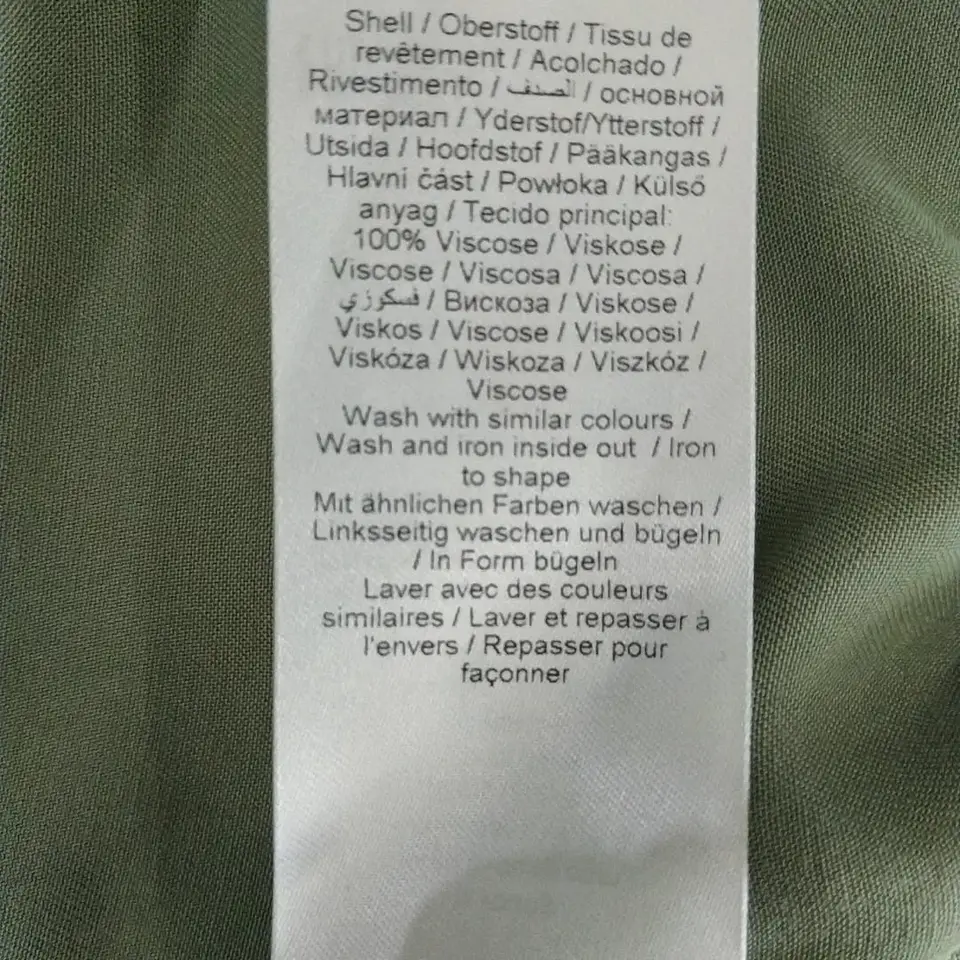 Shell / Oberstoff / Tissu de
revêtement / Acolchado /
Rivestimento / الصدف / основной
материал / Yderstof/Ytterstoff /
Utsida / Hoofdstof / Pääkangas /
Hlavní část / Powłoka / Külső
anyag / Tecido principal:
100% Viscose / Viskose /
Viscose / Viscosa / Viscosa /
فسكوزي / Вискоза / Viskose /
Viskos / Viscose / Viskoosi /
Viskóza / Wiskoza / Viszkóz /
Viscose
Wash with similar colours /
Wash and iron inside out / Iron
to shape
Mit ähnlichen Farben waschen /
Linksseitig waschen und bügeln
/ In Form bügeln
Laver avec des couleurs
similaires / Laver et repasser à
l'envers / Repasser pour
façonner